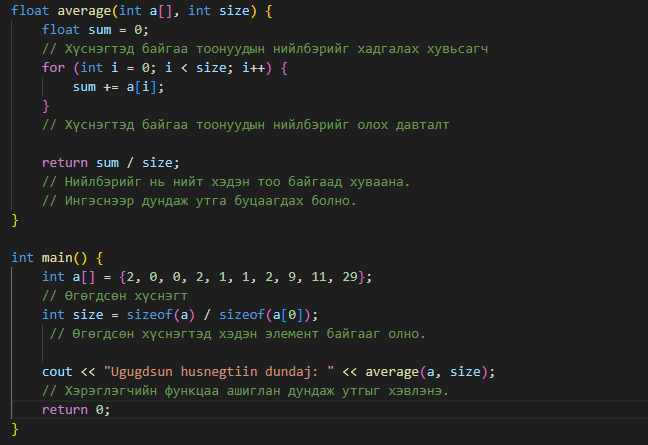 float average(int a[], int size) {
    float sum = 0;
    // Хүснэгтэд байгаа тоонуудын нийлбэрийг хадгалах хувьсагч
    for (int i = 0; i < size; i++) {
        sum += a[i];
    }
    // Хүснэгтэд байгаа тоонуудын нийлбэрийг олох давталт
    return sum / size;
    // Нийлбэрийг нь нийт хэдэн тоо байгаад хуваана.
    // Ингэснээр дундаж утга буцаагдах болно.
}
int main() {
    int a[] = {2, 0, 0, 2, 1, 1, 2, 9, 11, 29};
    // Өгөгдсөн хүснэгт
    int size = sizeof(a) / sizeof(a[0]);
     // Өгөгдсөн хүснэгтэд хэдэн элемент байгааг олно.
    cout << "Ugugdsun husnegtiin dundaj: " << average(a, size);
    // Хэрэглэгчийн функцаа ашиглан дундаж утгыг хэвлэнэ.
    return 0;
}